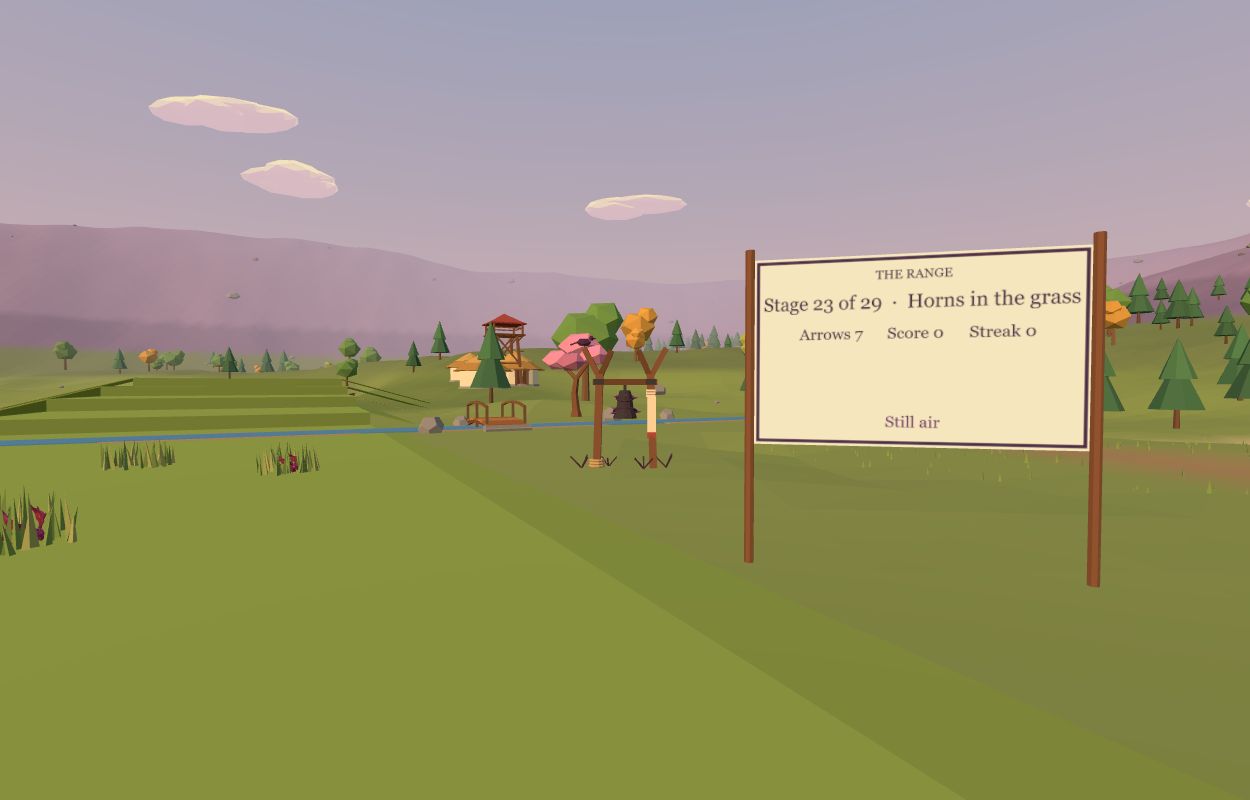 THE RANGE
Stage 23 of 29 · Horns in the grass
Arrows 7 Score 0 Streak 0
Still air